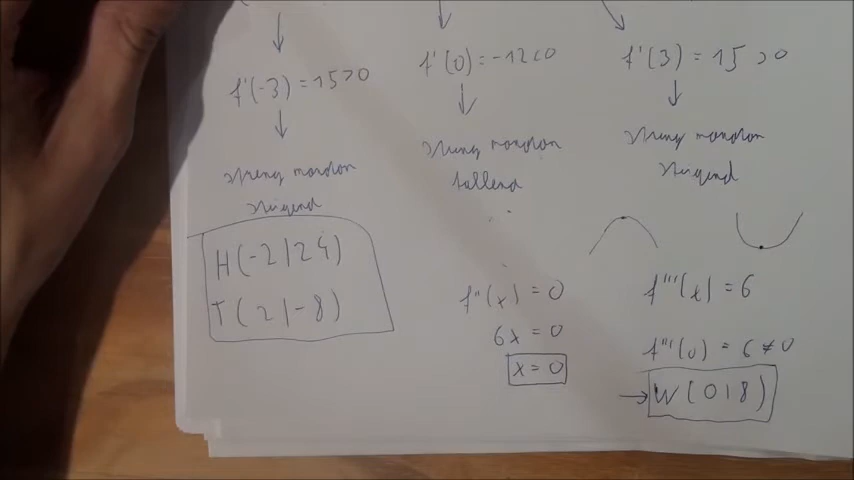 f'(-3) = 15 > 0
f'(0) = -12 < 0
f'(3) = 15 > 0
streng monoton
steigend
streng monoton
fallend
streng monoton
steigend
H(-2|24)
T(2|-8)
f''(x) = 0
6x = 0
x = 0
f'''(x) = 6
f'''(0) = 6 ≠ 0
→ W(0|8)